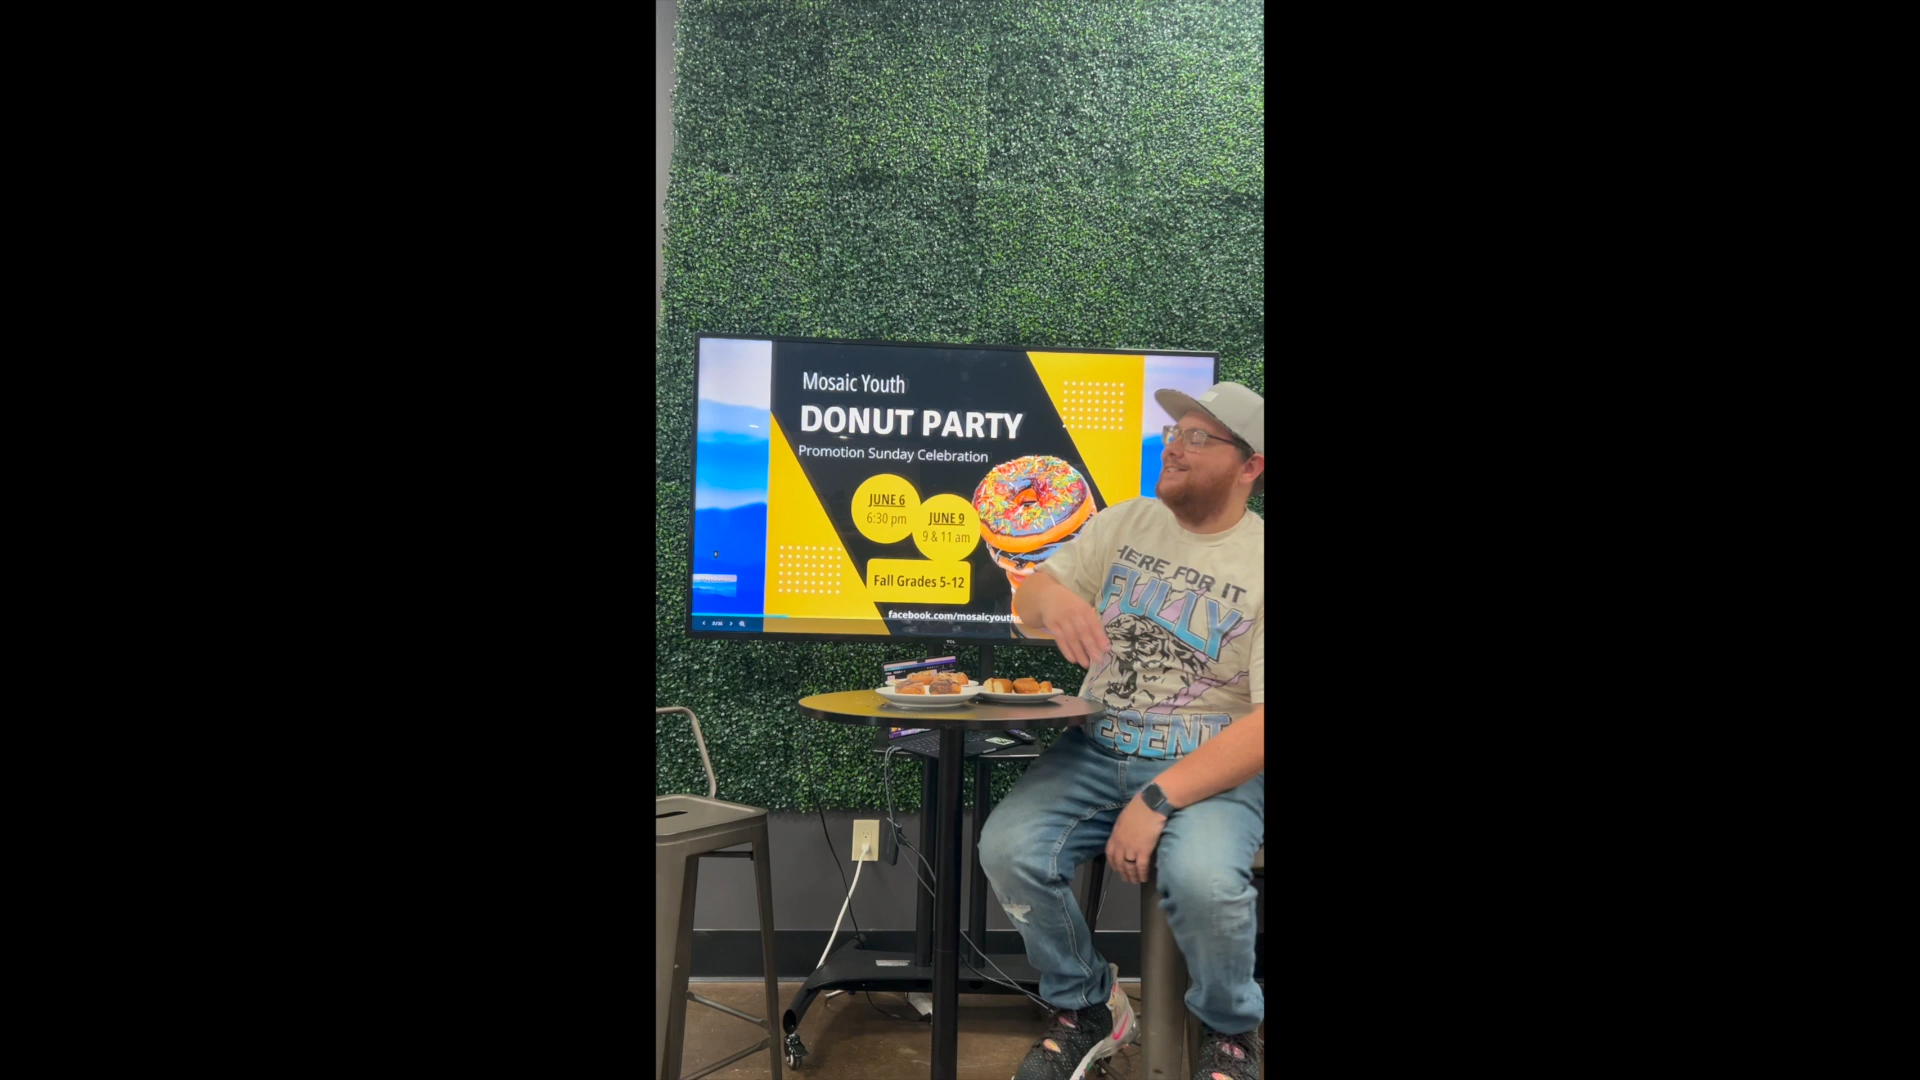 Mosaic Youth
DONUT PARTY
Promotion Sunday Celebration
JUNE 6
6:30 pm
JUNE 9
9 & 11 am
Fall Grades 5-12
facebook.com/mosaicyouth
TCL
HERE FOR IT
FULLY
ESENT